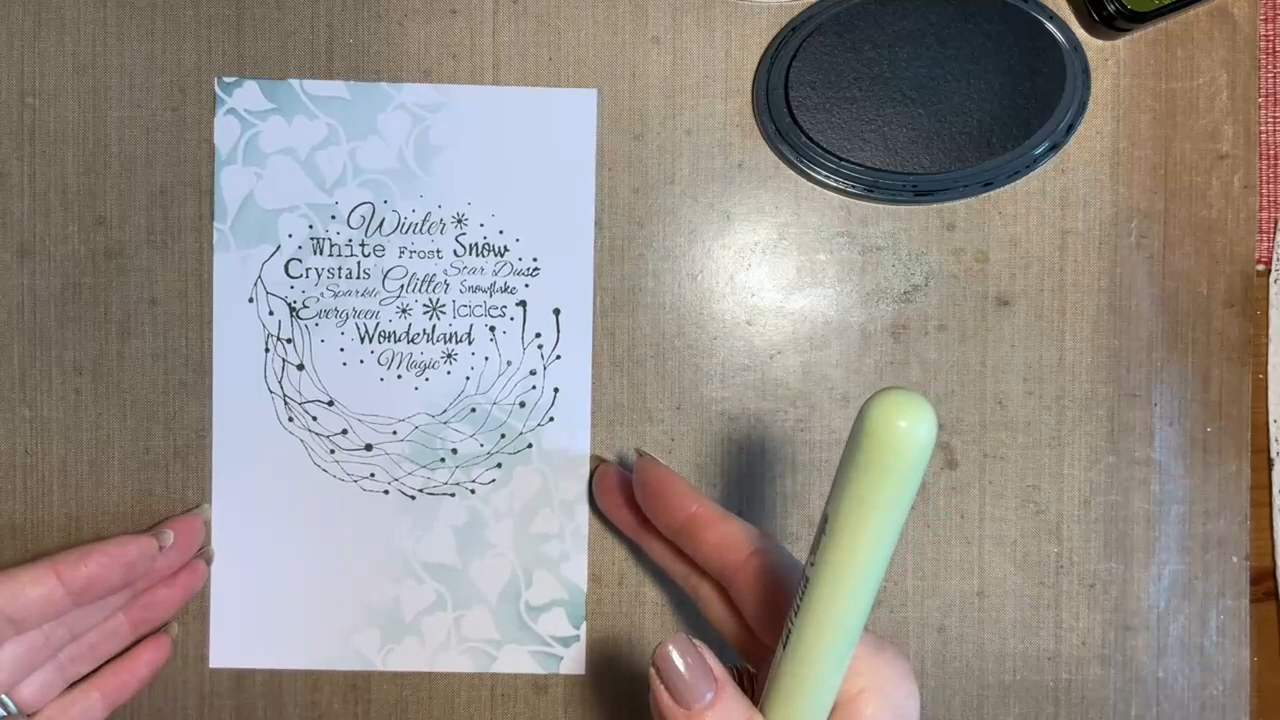 Winter
White Frost Snow
Crystals Star Dust
Sparkle Glitter Snowflake
Evergreen Icicles
Wonderland
Magic